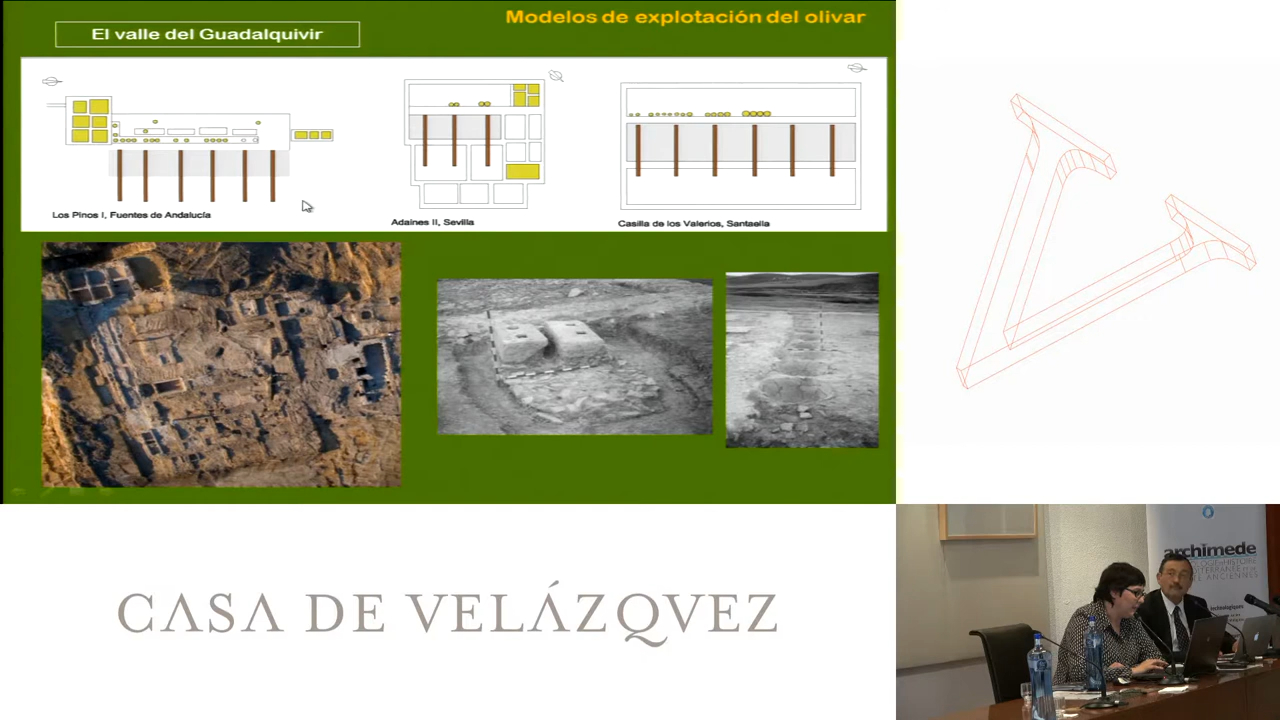 Modelos de explotación del olivar
El valle del Guadalquivir
Los Pinos I, Fuentes de Andalucía
Adaines II, Sevilla
Casilla de los Valerios, Santaella
CASA DE VELÁZQVEZ
archimede
technologiques